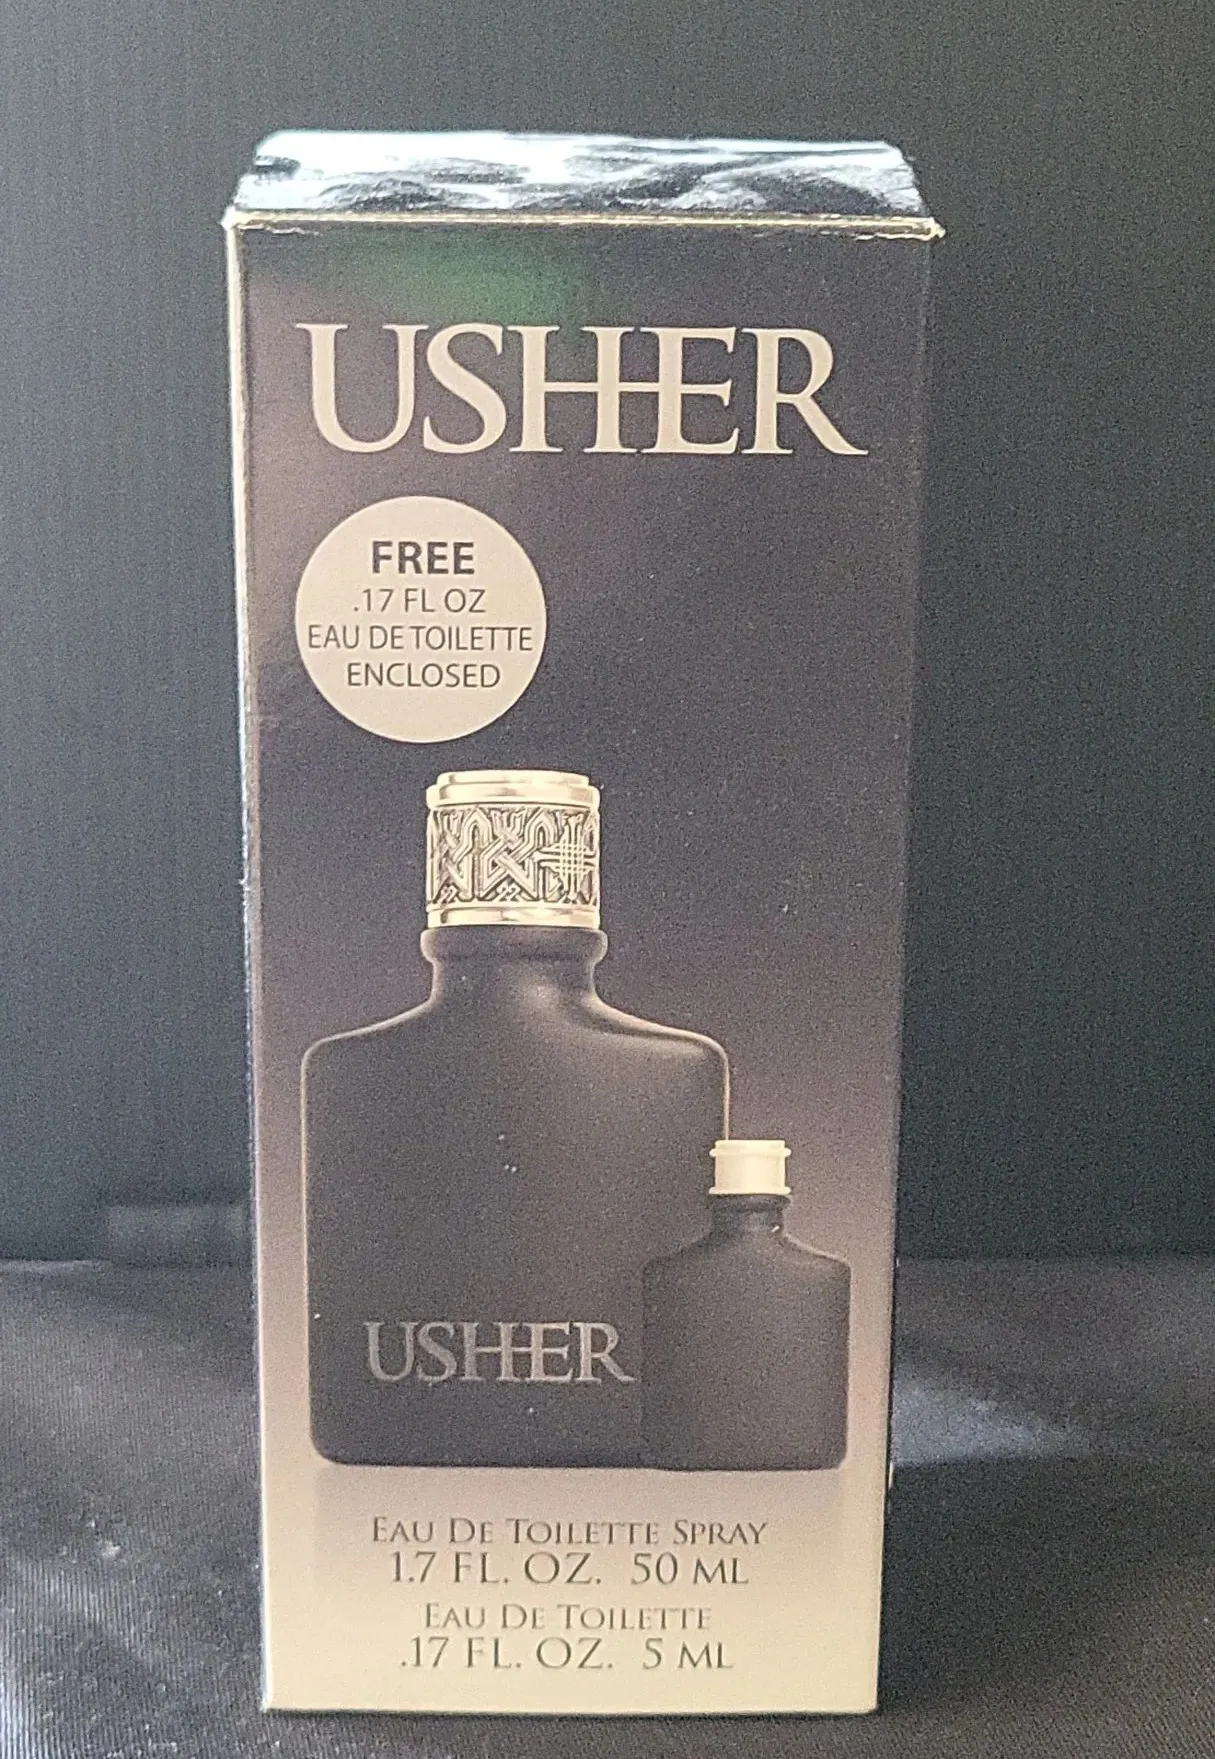 USHER
FREE
.17 FL OZ
EAU DE TOILETTE
ENCLOSED
USHER
EAU DE TOILETTE SPRAY
1.7 FL. OZ. 50 ML
EAU DE TOILETTE
.17 FL. OZ. 5 ML